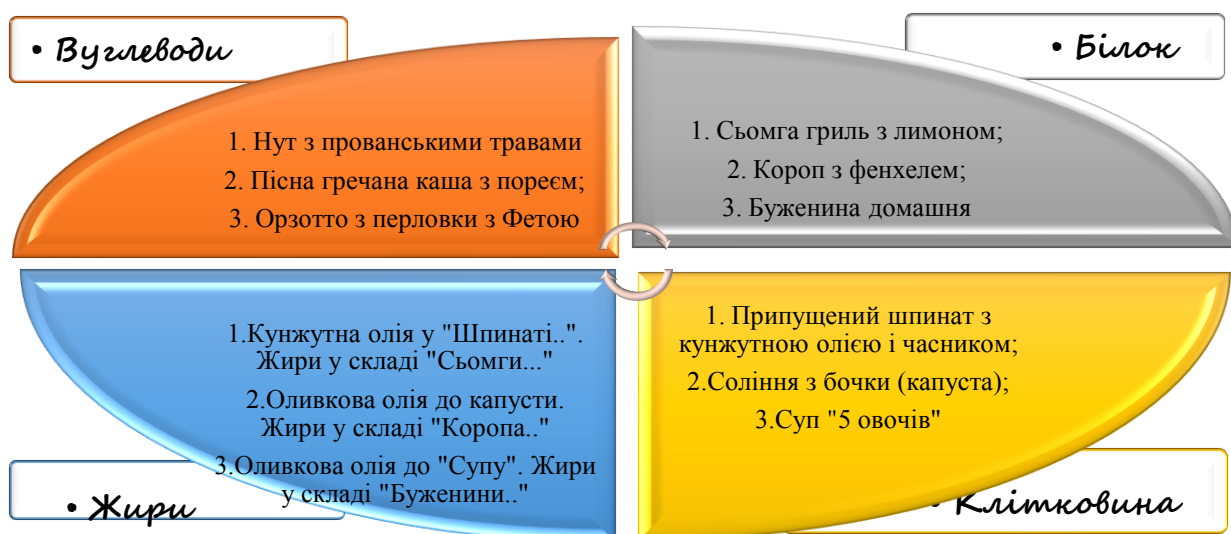 • Вуглеводи
1. Нут з прованськими травами
2. Пісна гречана каша з пореєм;
3. Орзотто з перловки з Фетою
• Білок
1. Сьомга гриль з лимоном;
2. Короп з фенхелем;
3. Буженина домашня
1.Кунжутна олія у "Шпинаті..".
Жири у складі "Сьомги..."
2.Оливкова олія до капусти.
Жири у складі "Коропа.."
3.Оливкова олія до "Супу". Жири
у складі "Буженини.."
• Жири
1. Припущений шпинат з
кунжутною олією і часником;
2.Соління з бочки (капуста);
3.Суп "5 овочів"
• Клітковина